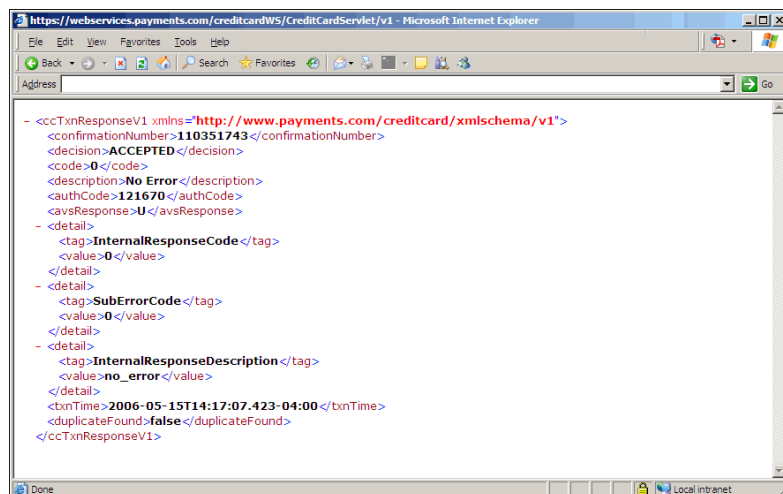 https://webservices.payments.com/creditcardWS/CreditCardServlet/v1 - Microsoft Internet Explorer
File Edit View Favorites Tools Help
Back Search Favorites
Address Go
- <ccTxnResponseV1 xmlns="http://www.payments.com/creditcard/xmlschema/v1">
<confirmationNumber>110351743</confirmationNumber>
<decision>ACCEPTED</decision>
<code>0</code>
<description>No Error</description>
<authCode>121670</authCode>
<avsResponse>U</avsResponse>
- <detail>
<tag>InternalResponseCode</tag>
<value>0</value>
</detail>
- <detail>
<tag>SubErrorCode</tag>
<value>0</value>
</detail>
- <detail>
<tag>InternalResponseDescription</tag>
<value>no_error</value>
</detail>
<txnTime>2006-05-15T14:17:07.423-04:00</txnTime>
<duplicateFound>false</duplicateFound>
</ccTxnResponseV1>
Done Local intranet